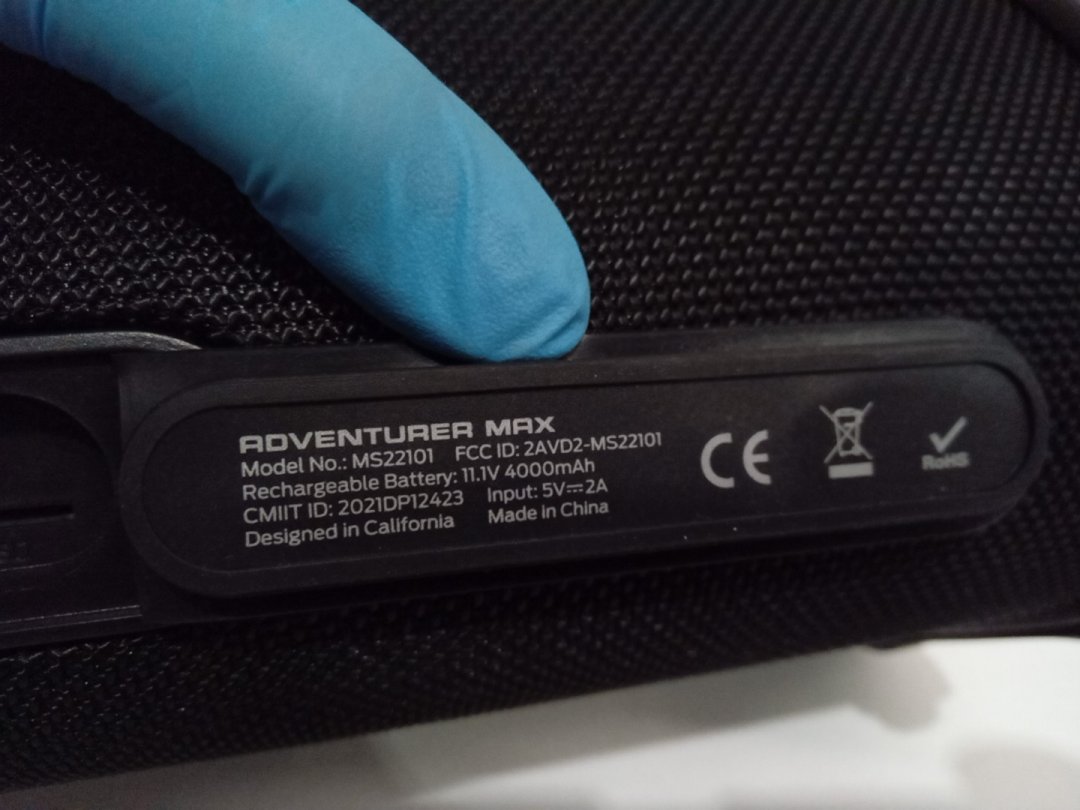 ADVENTURER MAX
Model No.: MS22101 FCC ID: 2AVD2-MS22101
Rechargeable Battery: 11.1V 4000mAh
CMIIT ID: 2021DP12423 Input: 5V⎓2A
Designed in California Made in China
CE
RoHS